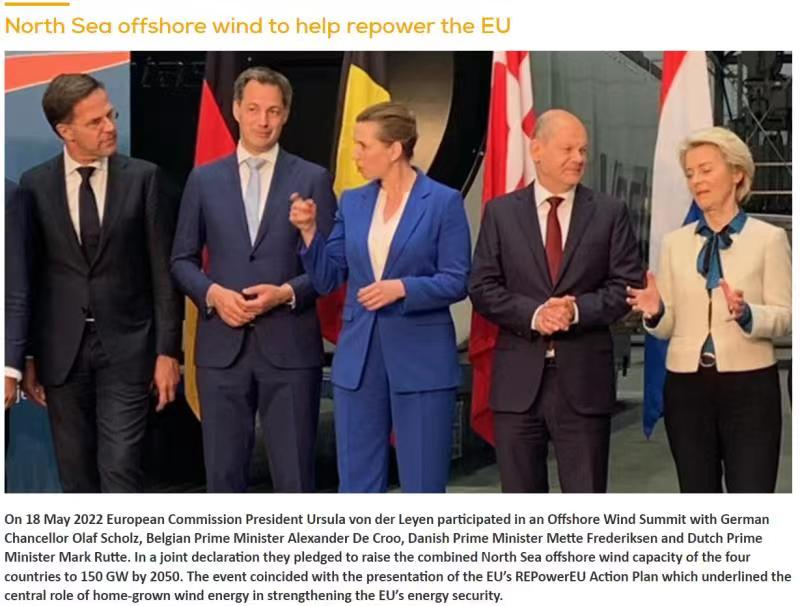 North Sea offshore wind to help repower the EU
On 18 May 2022 European Commission President Ursula von der Leyen participated in an Offshore Wind Summit with German
Chancellor Olaf Scholz, Belgian Prime Minister Alexander De Croo, Danish Prime Minister Mette Frederiksen and Dutch Prime
Minister Mark Rutte. In a joint declaration they pledged to raise the combined North Sea offshore wind capacity of the four
countries to 150 GW by 2050. The event coincided with the presentation of the EU's REPowerEU Action Plan which underlined the
central role of home-grown wind energy in strengthening the EU's energy security.